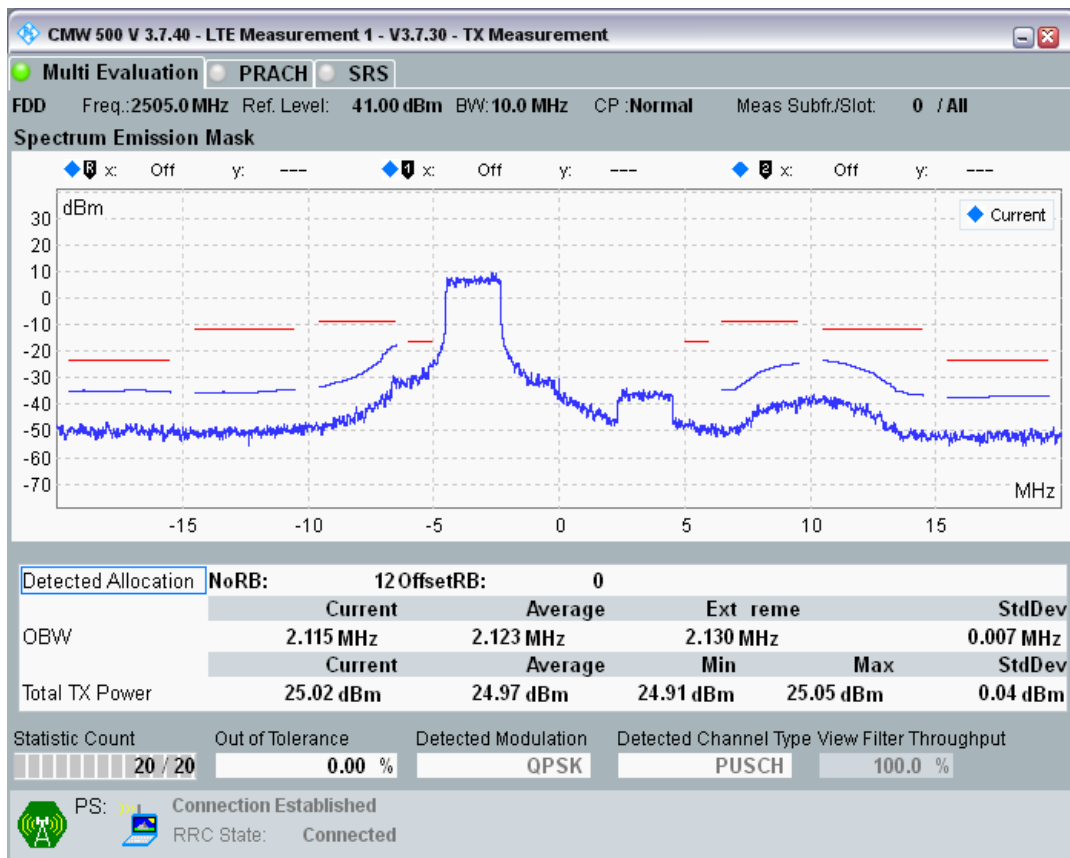 CMW 500 V 3.7.40 - LTE Measurement 1 - V3.7.30 - TX Measurement
Multi Evaluation PRACH SRS
FDD Freq.:2505.0 MHz Ref. Level: 41.00 dBm BW: 10.0 MHz CP :Normal Meas Subfr./Slot: 0 / All
Spectrum Emission Mask
R x: Off y: --- 1 x: Off y: --- 2 x: Off y: ---
dBm
Current
30
20
10
0
-10
-20
-30
-40
-50
-60
-70
MHz
-15 -10 -5 0 5 10 15
Detected Allocation NoRB: 12 OffsetRB: 0
Current Average Ext reme StdDev
OBW 2.115 MHz 2.123 MHz 2.130 MHz 0.007 MHz
Current Average Min Max StdDev
Total TX Power 25.02 dBm 24.97 dBm 24.91 dBm 25.05 dBm 0.04 dBm
Statistic Count Out of Tolerance Detected Modulation Detected Channel Type View Filter Throughput
20 / 20 0.00 % QPSK PUSCH 100.0 %
PS: Connection Established
RRC State: Connected